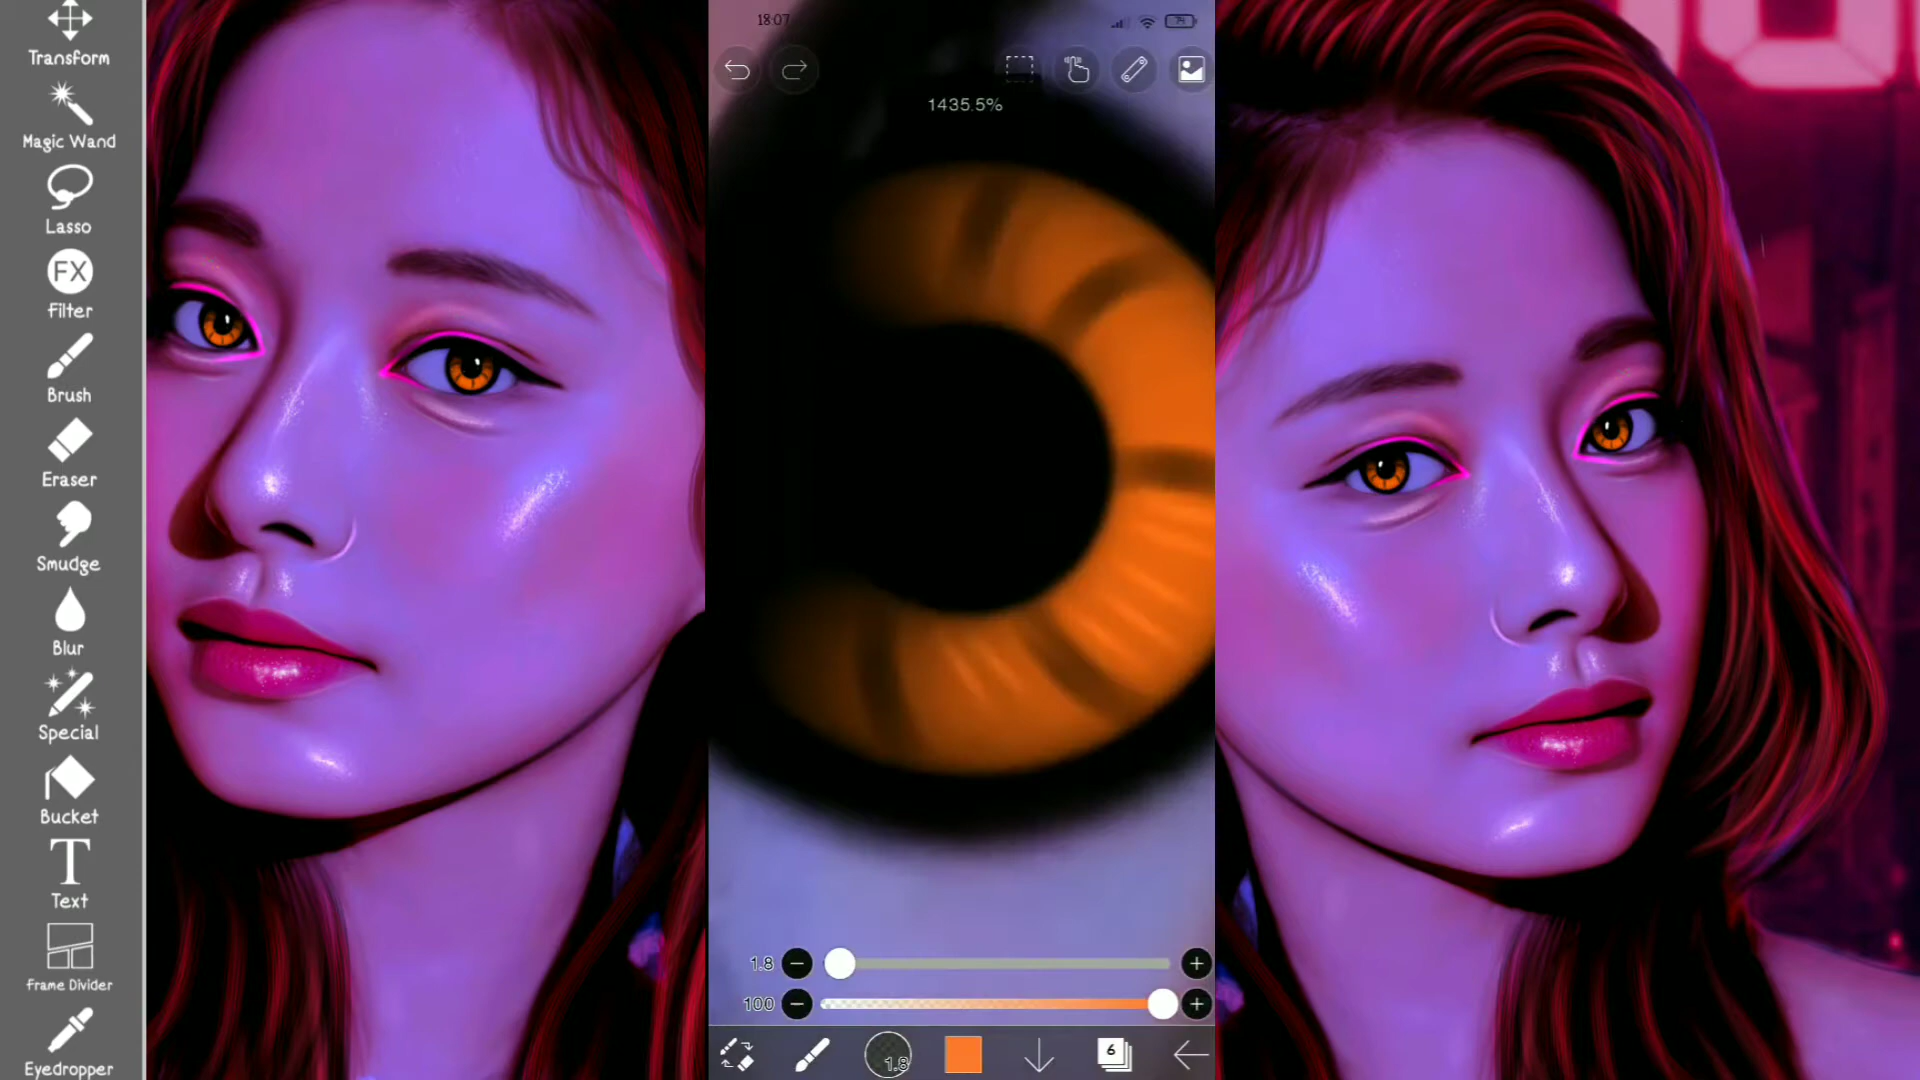 Transform
Magic Wand
Lasso
FX
Filter
Brush
Eraser
Smudge
Blur
Special
Bucket
T
Text
Frame Divider
Eyedropper
18:07
74
1435.5%
1.8
100
1.8
6